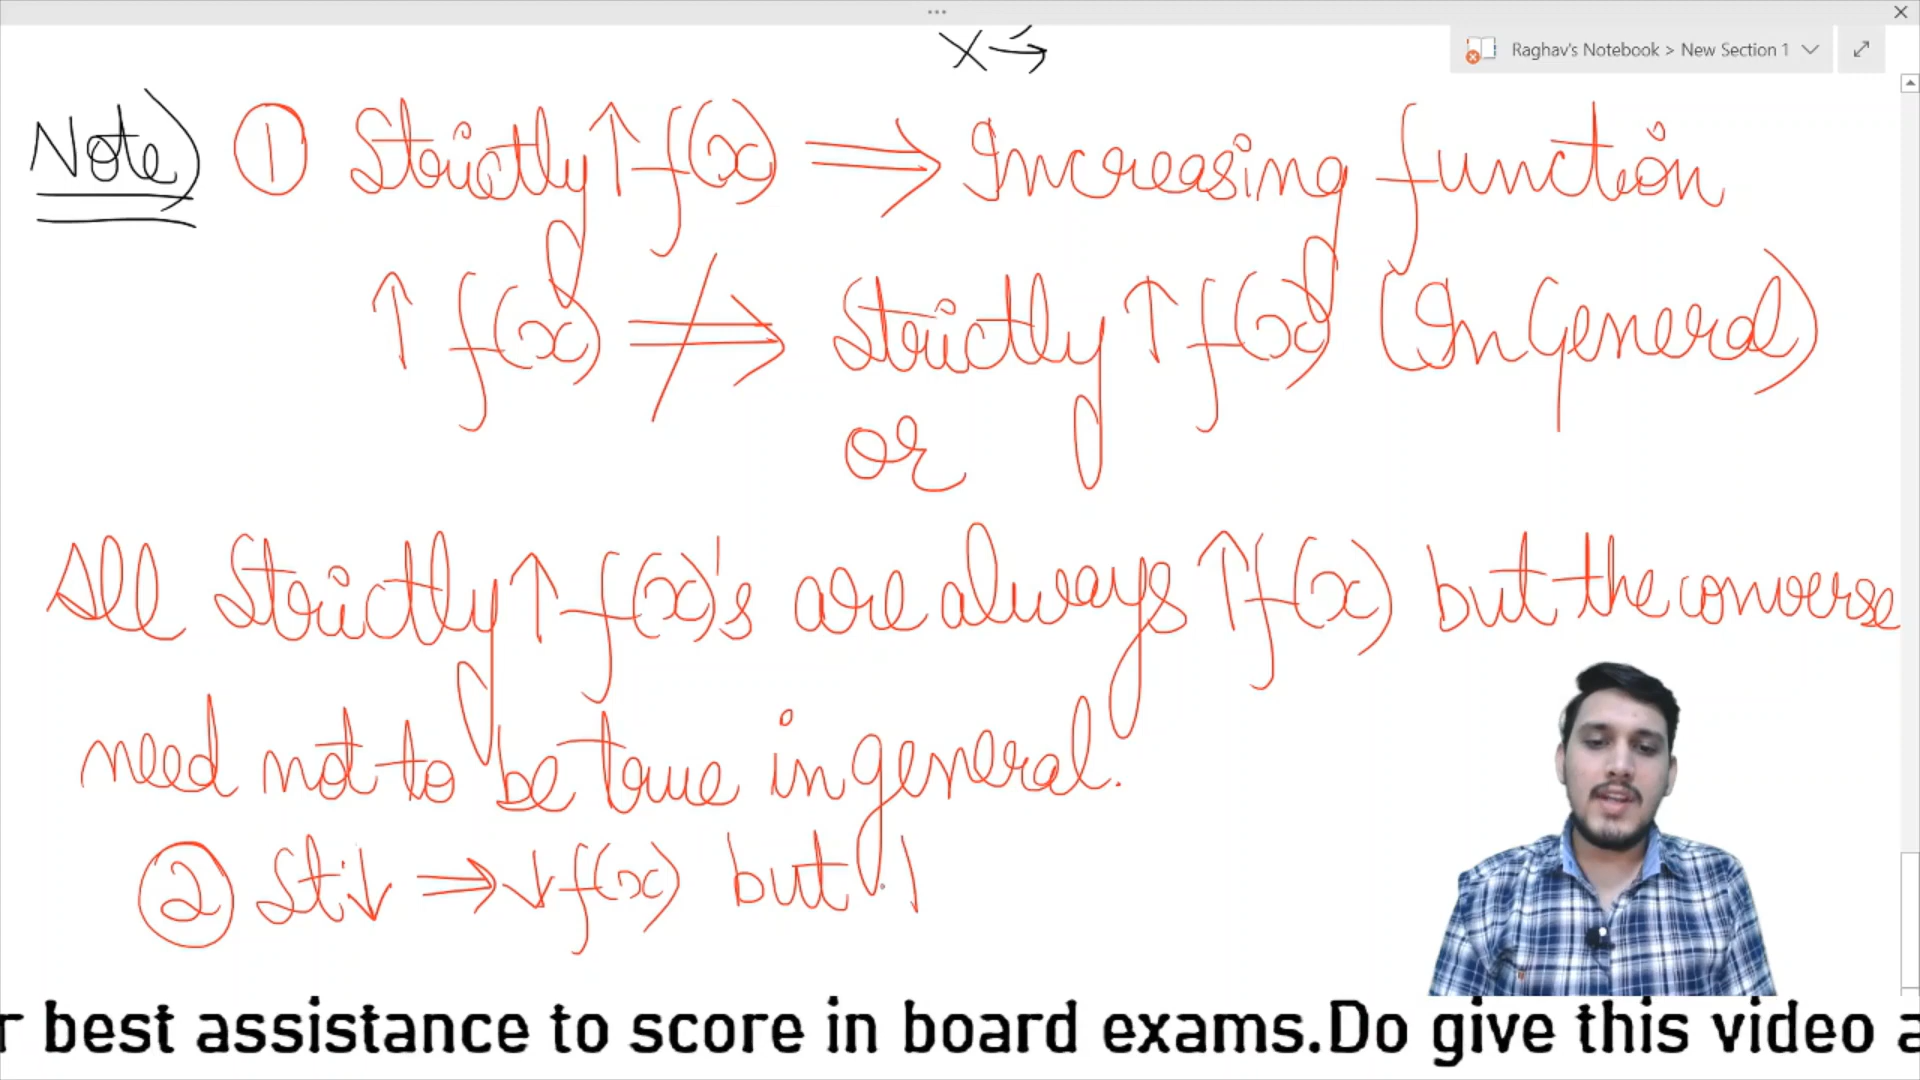 ...
x →
Raghav's Notebook > New Section 1
Note) ① Strictly ↑ f(x) ⟹ Increasing function
↑ f(x) ⇏ Strictly ↑ f(x) (In General)
or
All Strictly ↑ f(x)'s are always ↑ f(x) but the converse
need not to be true in general.
② St. ↓ ⟹ ↓ f(x) but ↓
r best assistance to score in board exams.Do give this video a